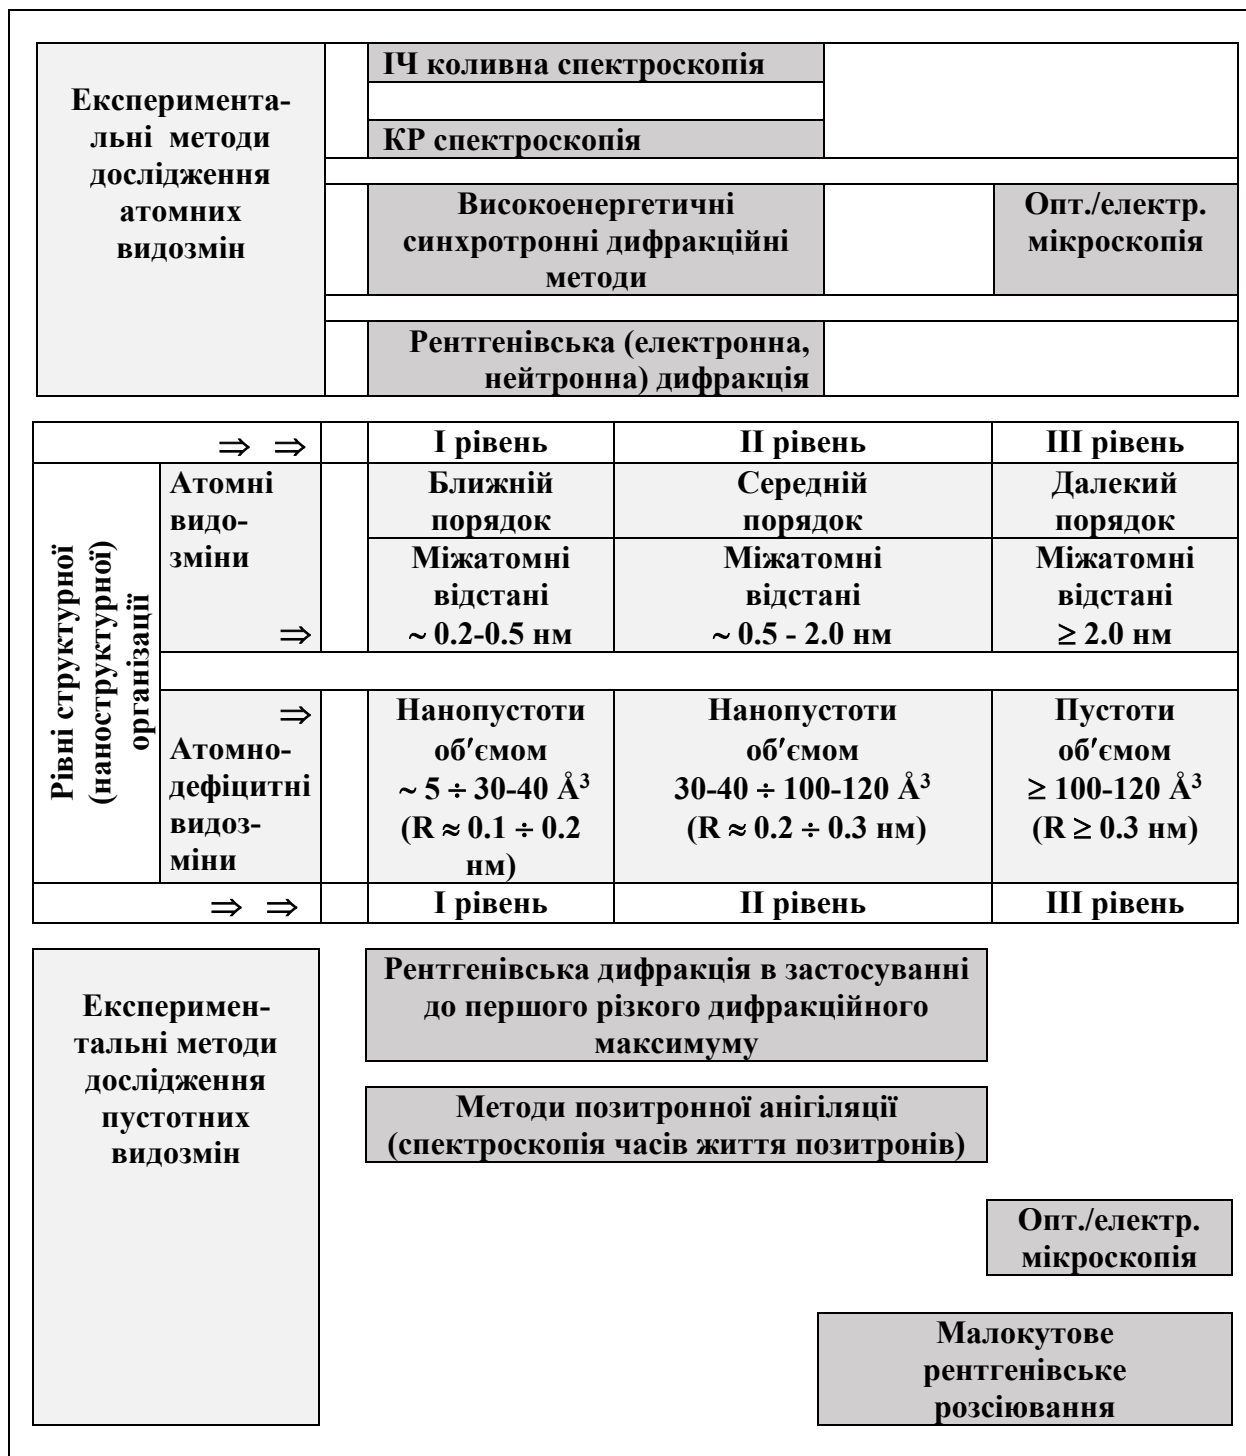 Експеримента-
льні методи
дослідження
атомних
видозмін
ІЧ коливна спектроскопія
КР спектроскопія
Високоенергетичні
синхротронні дифракційні
методи
Опт./електр.
мікроскопія
Рентгенівська (електронна,
нейтронна) дифракція
⇒ ⇒
І рівень
ІІ рівень
ІІІ рівень
Рівні структурної
(наноструктурної)
організації
Атомні
видо-
зміни
⇒
Ближній
порядок
Середній
порядок
Далекий
порядок
Міжатомні
відстані
~ 0.2-0.5 нм
Міжатомні
відстані
~ 0.5 - 2.0 нм
Міжатомні
відстані
≥ 2.0 нм
⇒
Атомно-
дефіцитні
видоз-
міни
Нанопустоти
об′ємом
~ 5 ÷ 30-40 Å³
(R ≈ 0.1 ÷ 0.2
нм)
Нанопустоти
об′ємом
30-40 ÷ 100-120 Å³
(R ≈ 0.2 ÷ 0.3 нм)
Пустоти
об′ємом
≥ 100-120 Å³
(R ≥ 0.3 нм)
⇒ ⇒
І рівень
ІІ рівень
ІІІ рівень
Експеримен-
тальні методи
дослідження
пустотних
видозмін
Рентгенівська дифракція в застосуванні
до першого різкого дифракційного
максимуму
Методи позитронної анігіляції
(спектроскопія часів життя позитронів)
Опт./електр.
мікроскопія
Малокутове
рентгенівське
розсіювання